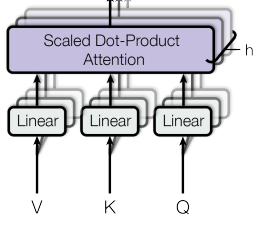 Scaled Dot-Product
Attention
h
Linear Linear Linear
V K Q